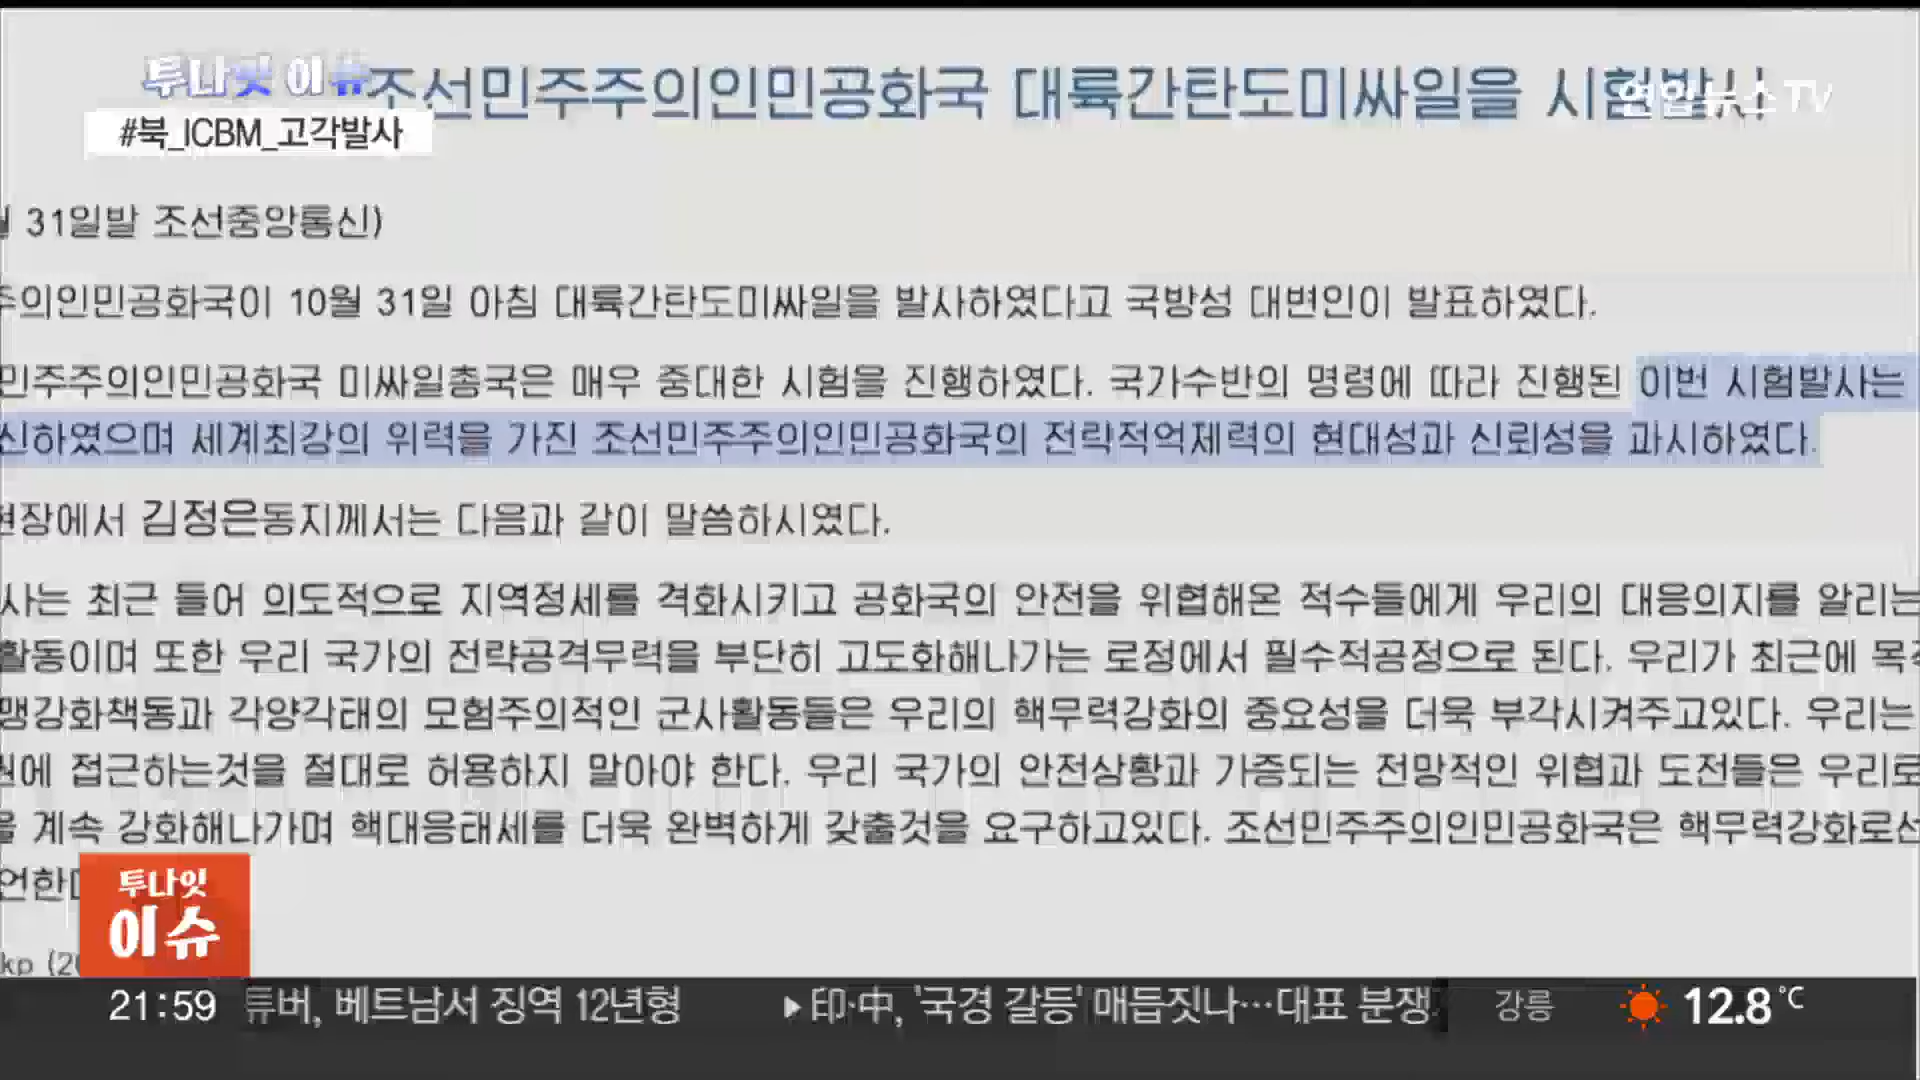 투나잇 이슈
조선민주주의인민공화국 대륙간탄도미싸일을 시험발사
연합뉴스TV
#북_ICBM_고각발사
31일발 조선중앙통신)
주의인민공화국이 10월 31일 아침 대륙간탄도미싸일을 발사하였다고 국방성 대변인이 발표하였다.
민주주의인민공화국 미싸일총국은 매우 중대한 시험을 진행하였다. 국가수반의 명령에 따라 진행된 이번 시험발사는
신하였으며 세계최강의 위력을 가진 조선민주주의인민공화국의 전략적억제력의 현대성과 신뢰성을 과시하였다.
현장에서 김정은동지께서는 다음과 같이 말씀하시였다.
사는 최근 들어 의도적으로 지역정세를 격화시키고 공화국의 안전을 위협해온 적수들에게 우리의 대응의지를 알리는
활동이며 또한 우리 국가의 전략공격무력을 부단히 고도화해나가는 로정에서 필수적공정으로 된다. 우리가 최근에
맹강화책동과 각양각태의 모험주의적인 군사활동들은 우리의 핵무력강화의 중요성을 더욱 부각시켜주고있다. 우리는
권에 접근하는것을 절대로 허용하지 말아야 한다. 우리 국가의 안전상황과 가증되는 전망적인 위협과 도전들은 우리로
을 계속 강화해나가며 핵대응태세를 더욱 완벽하게 갖출것을 요구하고있다. 조선민주주의인민공화국은 핵무력강화로선
언한다
kp (20
투나잇
이슈
21:59 튜버, 베트남서 징역 12년형 ▶印·中, '국경 갈등' 매듭짓나…대표 분쟁 강릉 12.8℃